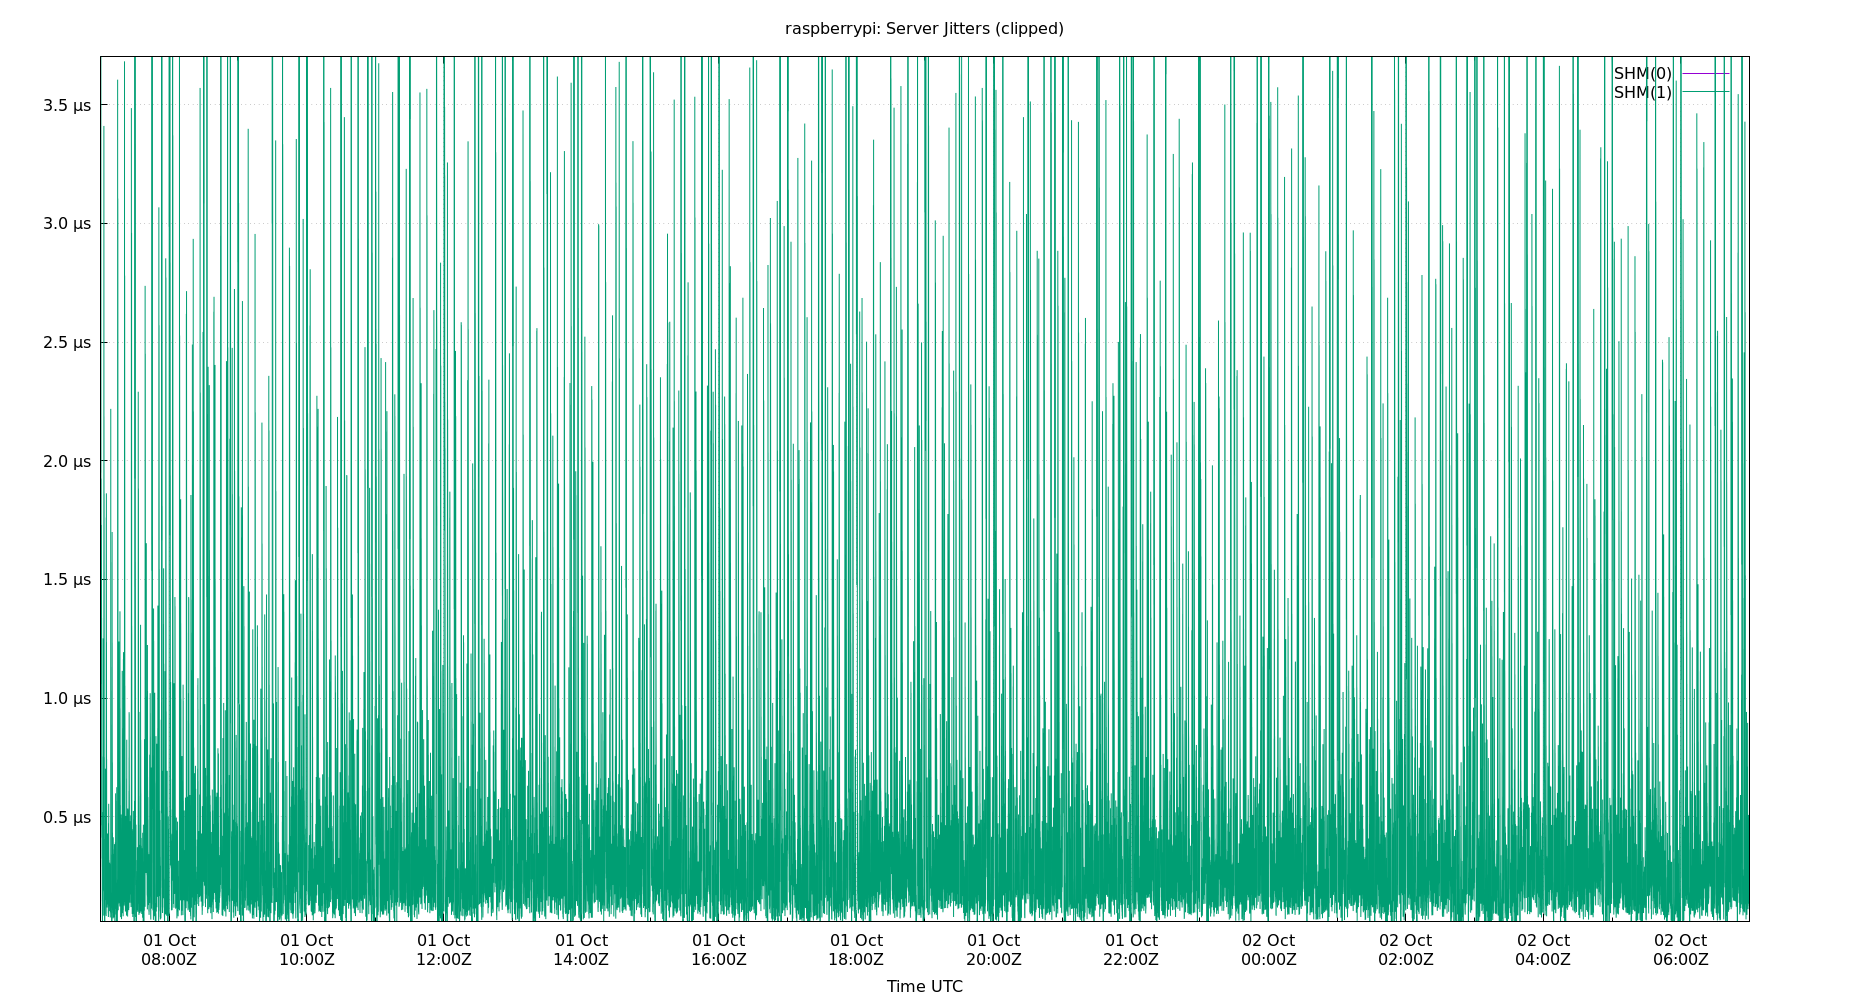 raspberrypi: Server Jitters (clipped)
SHM(0)
SHM(1)
3.5 μs
3.0 μs
2.5 μs
2.0 μs
1.5 μs
1.0 μs
0.5 μs
01 Oct 01 Oct 01 Oct 01 Oct 01 Oct 01 Oct 01 Oct 01 Oct 02 Oct 02 Oct 02 Oct 02 Oct
08:00Z 10:00Z 12:00Z 14:00Z 16:00Z 18:00Z 20:00Z 22:00Z 00:00Z 02:00Z 04:00Z 06:00Z
Time UTC